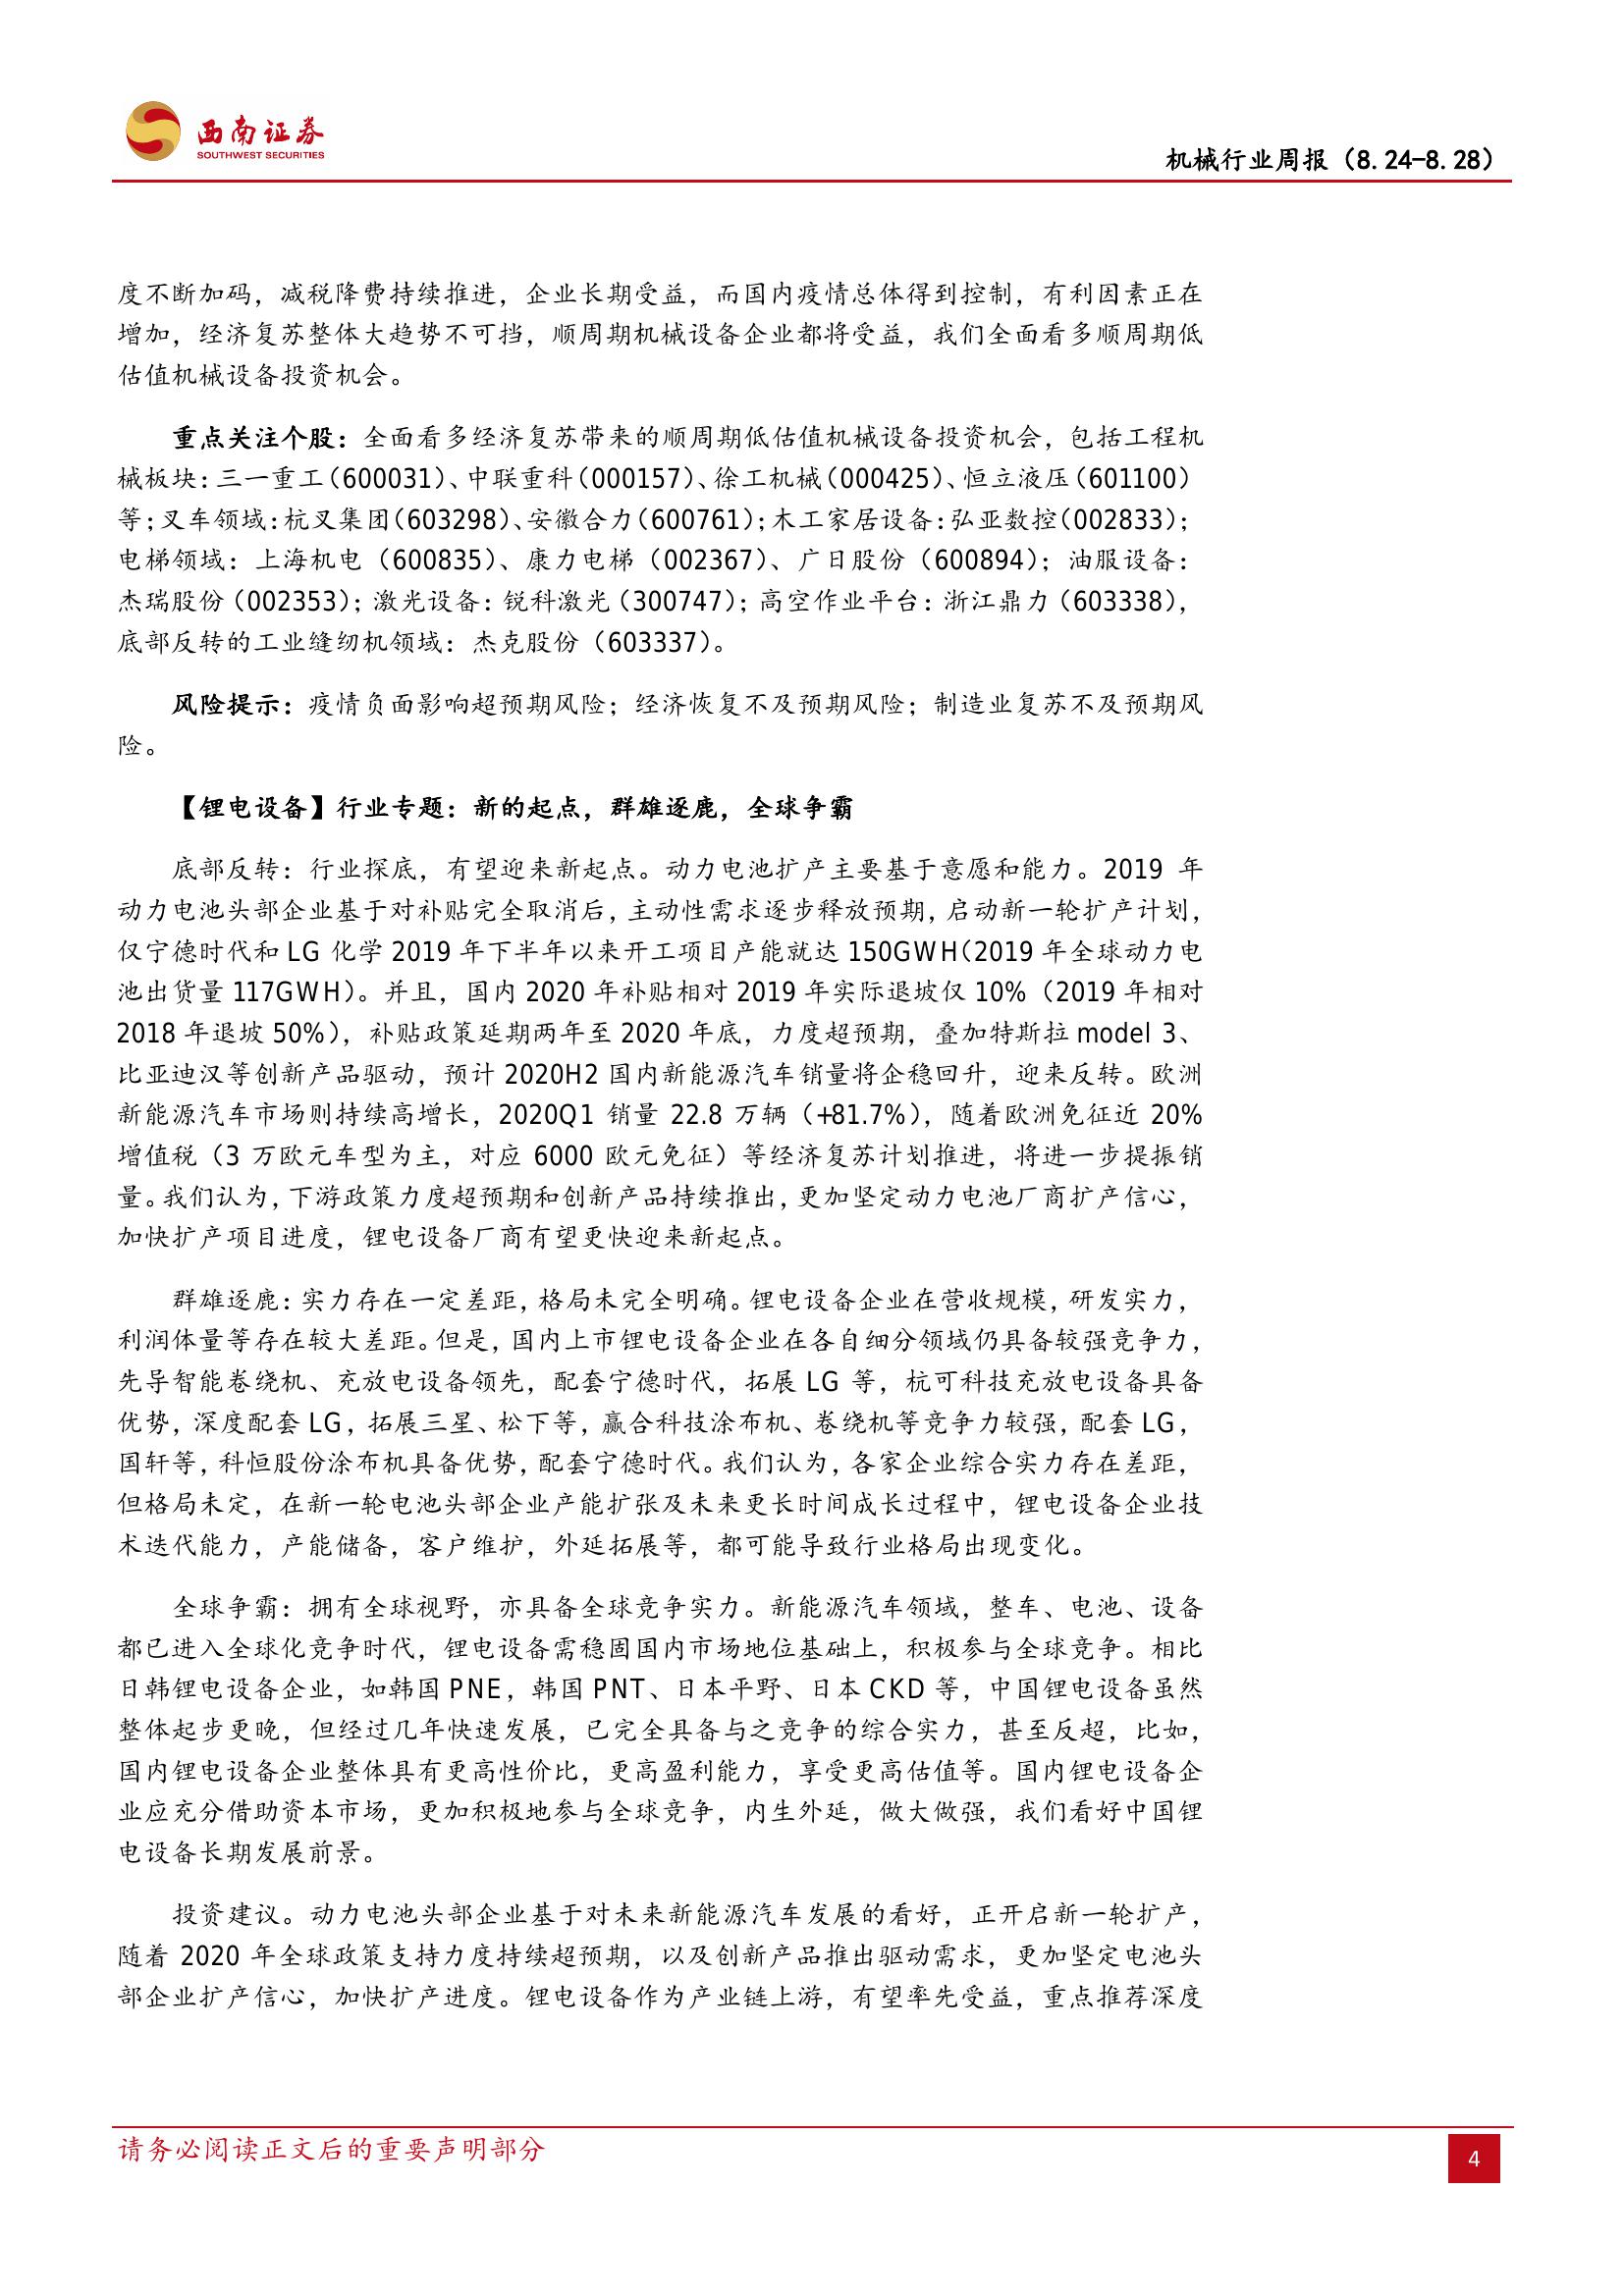 西南证券
SOUTHWEST SECURITIES
机械行业周报（8.24-8.28）
度不断加码，减税降费持续推进，企业长期受益，而国内疫情总体得到控制，有利因素正在
增加，经济复苏整体大趋势不可挡，顺周期机械设备企业都将受益，我们全面看多顺周期低
估值机械设备投资机会。
重点关注个股：全面看多经济复苏带来的顺周期低估值机械设备投资机会，包括工程机
械板块：三一重工（600031）、中联重科（000157）、徐工机械（000425）、恒立液压（601100）
等；叉车领域：杭叉集团（603298）、安徽合力（600761）；木工家居设备：弘亚数控（002833）；
电梯领域：上海机电（600835）、康力电梯（002367）、广日股份（600894）；油服设备：
杰瑞股份（002353）；激光设备：锐科激光（300747）；高空作业平台：浙江鼎力（603338），
底部反转的工业缝纫机领域：杰克股份（603337）。
风险提示：疫情负面影响超预期风险；经济恢复不及预期风险；制造业复苏不及预期风
险。
【锂电设备】行业专题：新的起点，群雄逐鹿，全球争霸
底部反转：行业探底，有望迎来新起点。动力电池扩产主要基于意愿和能力。2019 年
动力电池头部企业基于对补贴完全取消后，主动性需求逐步释放预期，启动新一轮扩产计划，
仅宁德时代和 LG 化学 2019 年下半年以来开工项目产能就达 150GWH（2019 年全球动力电
池出货量 117GWH）。并且，国内 2020 年补贴相对 2019 年实际退坡仅 10%（2019 年相对
2018 年退坡 50%），补贴政策延期两年至 2020 年底，力度超预期，叠加特斯拉 model 3、
比亚迪汉等创新产品驱动，预计 2020H2 国内新能源汽车销量将企稳回升，迎来反转。欧洲
新能源汽车市场则持续高增长，2020Q1 销量 22.8 万辆（+81.7%），随着欧洲免征近 20%
增值税（3 万欧元车型为主，对应 6000 欧元免征）等经济复苏计划推进，将进一步提振销
量。我们认为，下游政策力度超预期和创新产品持续推出，更加坚定动力电池厂商扩产信心，
加快扩产项目进度，锂电设备厂商有望更快迎来新起点。
群雄逐鹿：实力存在一定差距，格局未完全明确。锂电设备企业在营收规模，研发实力，
利润体量等存在较大差距。但是，国内上市锂电设备企业在各自细分领域仍具备较强竞争力，
先导智能卷绕机、充放电设备领先，配套宁德时代，拓展 LG 等，杭可科技充放电设备具备
优势，深度配套 LG，拓展三星、松下等，赢合科技涂布机、卷绕机等竞争力较强，配套 LG，
国轩等，科恒股份涂布机具备优势，配套宁德时代。我们认为，各家企业综合实力存在差距，
但格局未定，在新一轮电池头部企业产能扩张及未来更长时间成长过程中，锂电设备企业技
术迭代能力，产能储备，客户维护，外延拓展等，都可能导致行业格局出现变化。
全球争霸：拥有全球视野，亦具备全球竞争实力。新能源汽车领域，整车、电池、设备
都已进入全球化竞争时代，锂电设备需稳固国内市场地位基础上，积极参与全球竞争。相比
日韩锂电设备企业，如韩国 PNE，韩国 PNT、日本平野、日本 CKD 等，中国锂电设备虽然
整体起步更晚，但经过几年快速发展，已完全具备与之竞争的综合实力，甚至反超，比如，
国内锂电设备企业整体具有更高性价比，更高盈利能力，享受更高估值等。国内锂电设备企
业应充分借助资本市场，更加积极地参与全球竞争，内生外延，做大做强，我们看好中国锂
电设备长期发展前景。
投资建议。动力电池头部企业基于对未来新能源汽车发展的看好，正开启新一轮扩产，
随着 2020 年全球政策支持力度持续超预期，以及创新产品推出驱动需求，更加坚定电池头
部企业扩产信心，加快扩产进度。锂电设备作为产业链上游，有望率先受益，重点推荐深度
请务必阅读正文后的重要声明部分
4